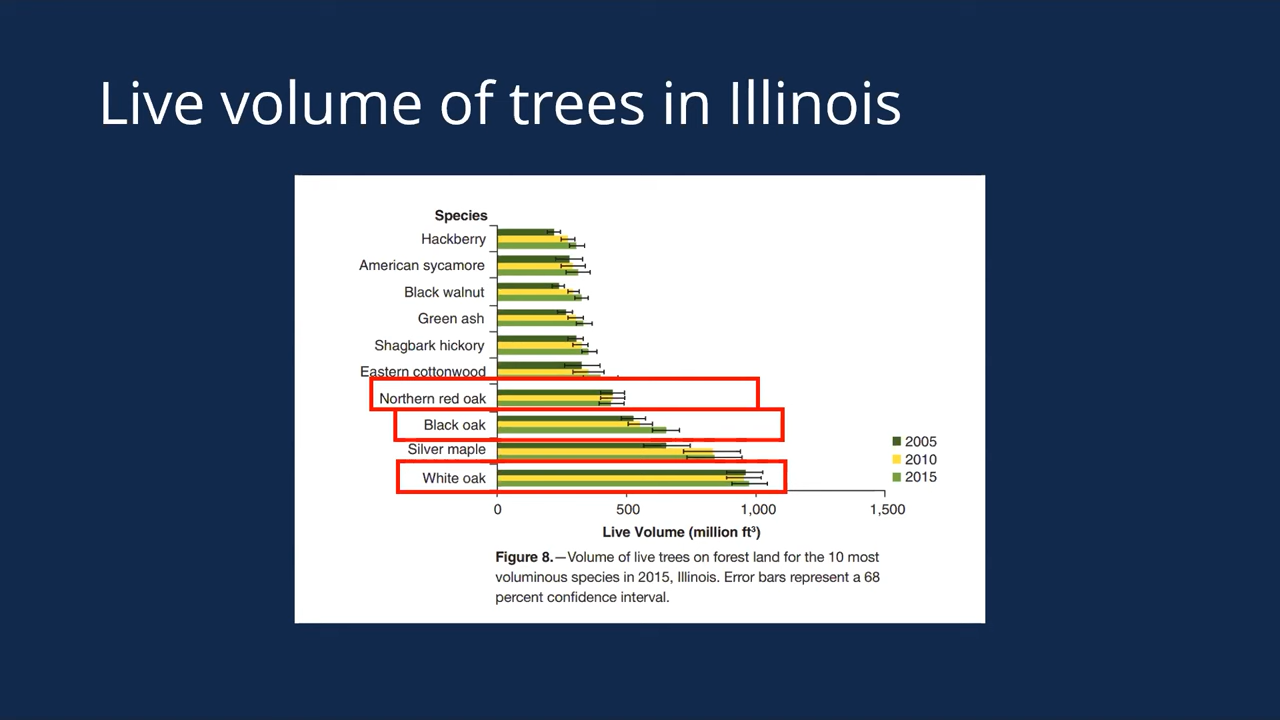 Live volume of trees in Illinois
Species
Hackberry
American sycamore
Black walnut
Green ash
Shagbark hickory
Eastern cottonwood
Northern red oak
Black oak
Silver maple
White oak
2005
2010
2015
0 500 1,000 1,500
Live Volume (million ft³)
Figure 8.—Volume of live trees on forest land for the 10 most
voluminous species in 2015, Illinois. Error bars represent a 68
percent confidence interval.